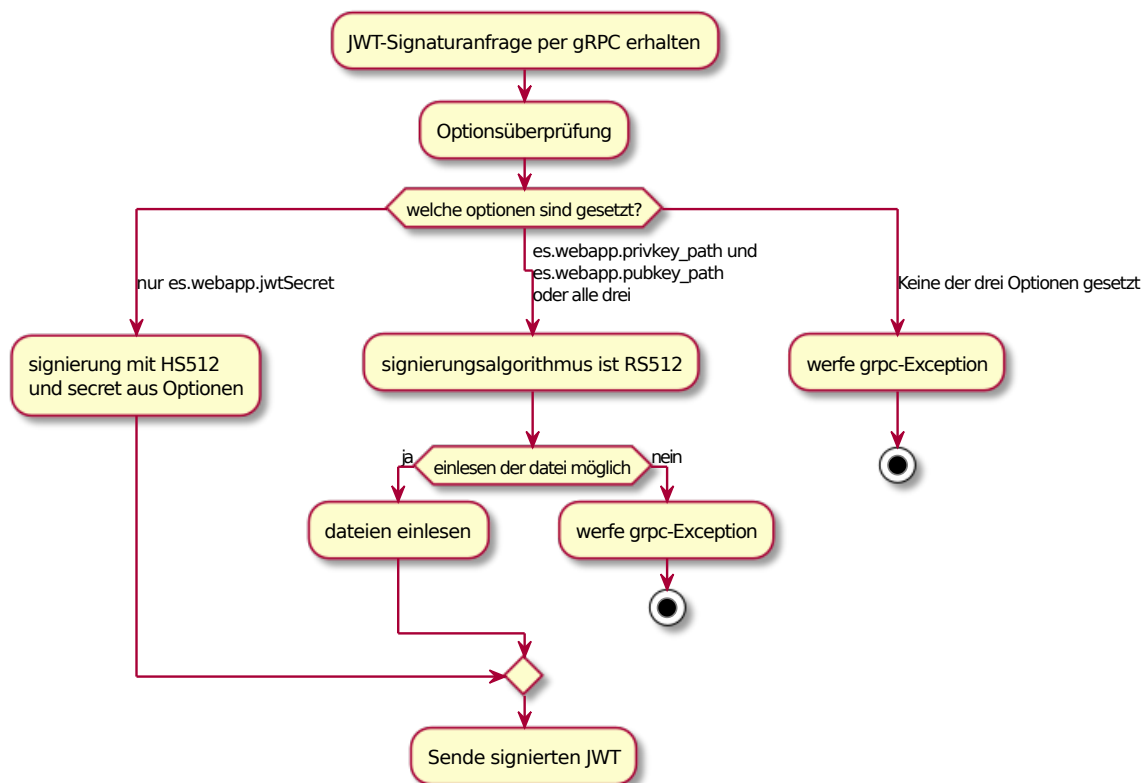 JWT-Signaturanfrage per gRPC erhalten
Optionsüberprüfung
welche optionen sind gesetzt?
nur es.webapp.jwtSecret
es.webapp.privkey_path und
es.webapp.pubkey_path
oder alle drei
Keine der drei Optionen gesetzt
signierung mit HS512
und secret aus Optionen
signierungsalgorithmus ist RS512
werfe grpc-Exception
ja
einlesen der datei möglich
nein
dateien einlesen
werfe grpc-Exception
Sende signierten JWT